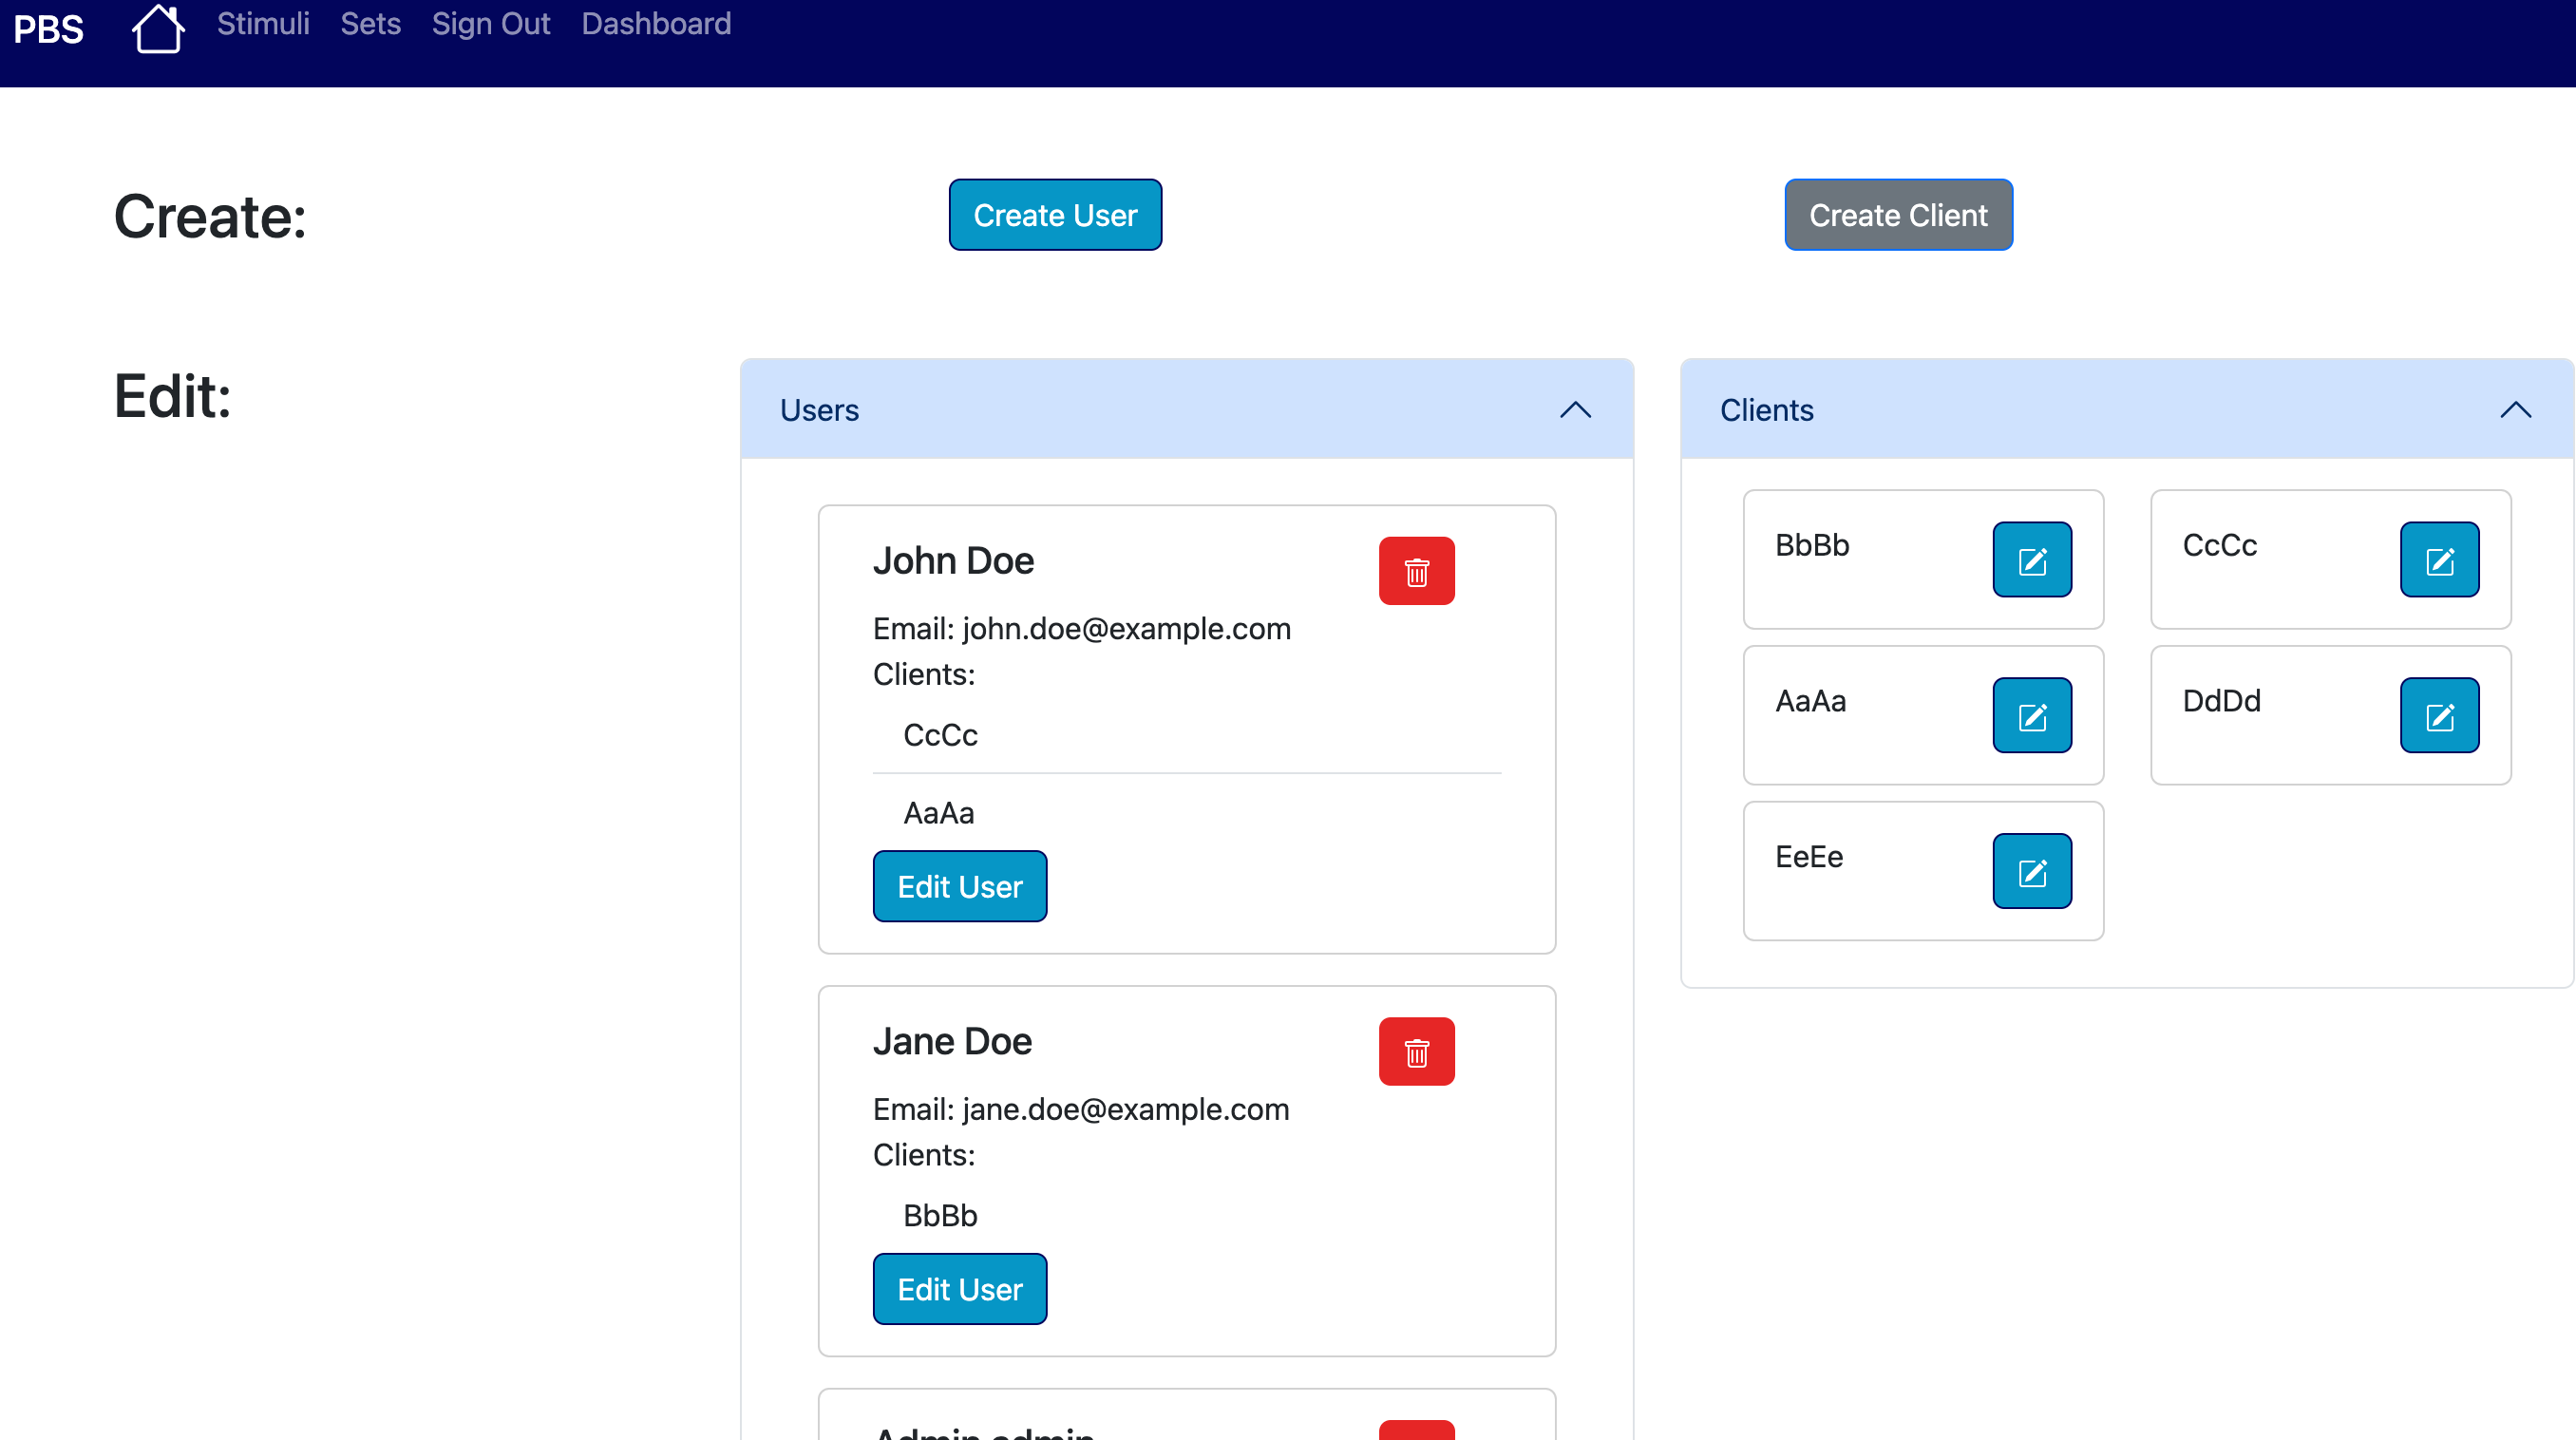 PBS Stimuli Sets Sign Out Dashboard
Create: Create User Create Client
Edit:
Users
John Doe
Email: john.doe@example.com
Clients:
CcCc
AaAa
Edit User
Jane Doe
Email: jane.doe@example.com
Clients:
BbBb
Edit User
Admin admin
Clients
BbBb CcCc
AaAa DdDd
EeEe